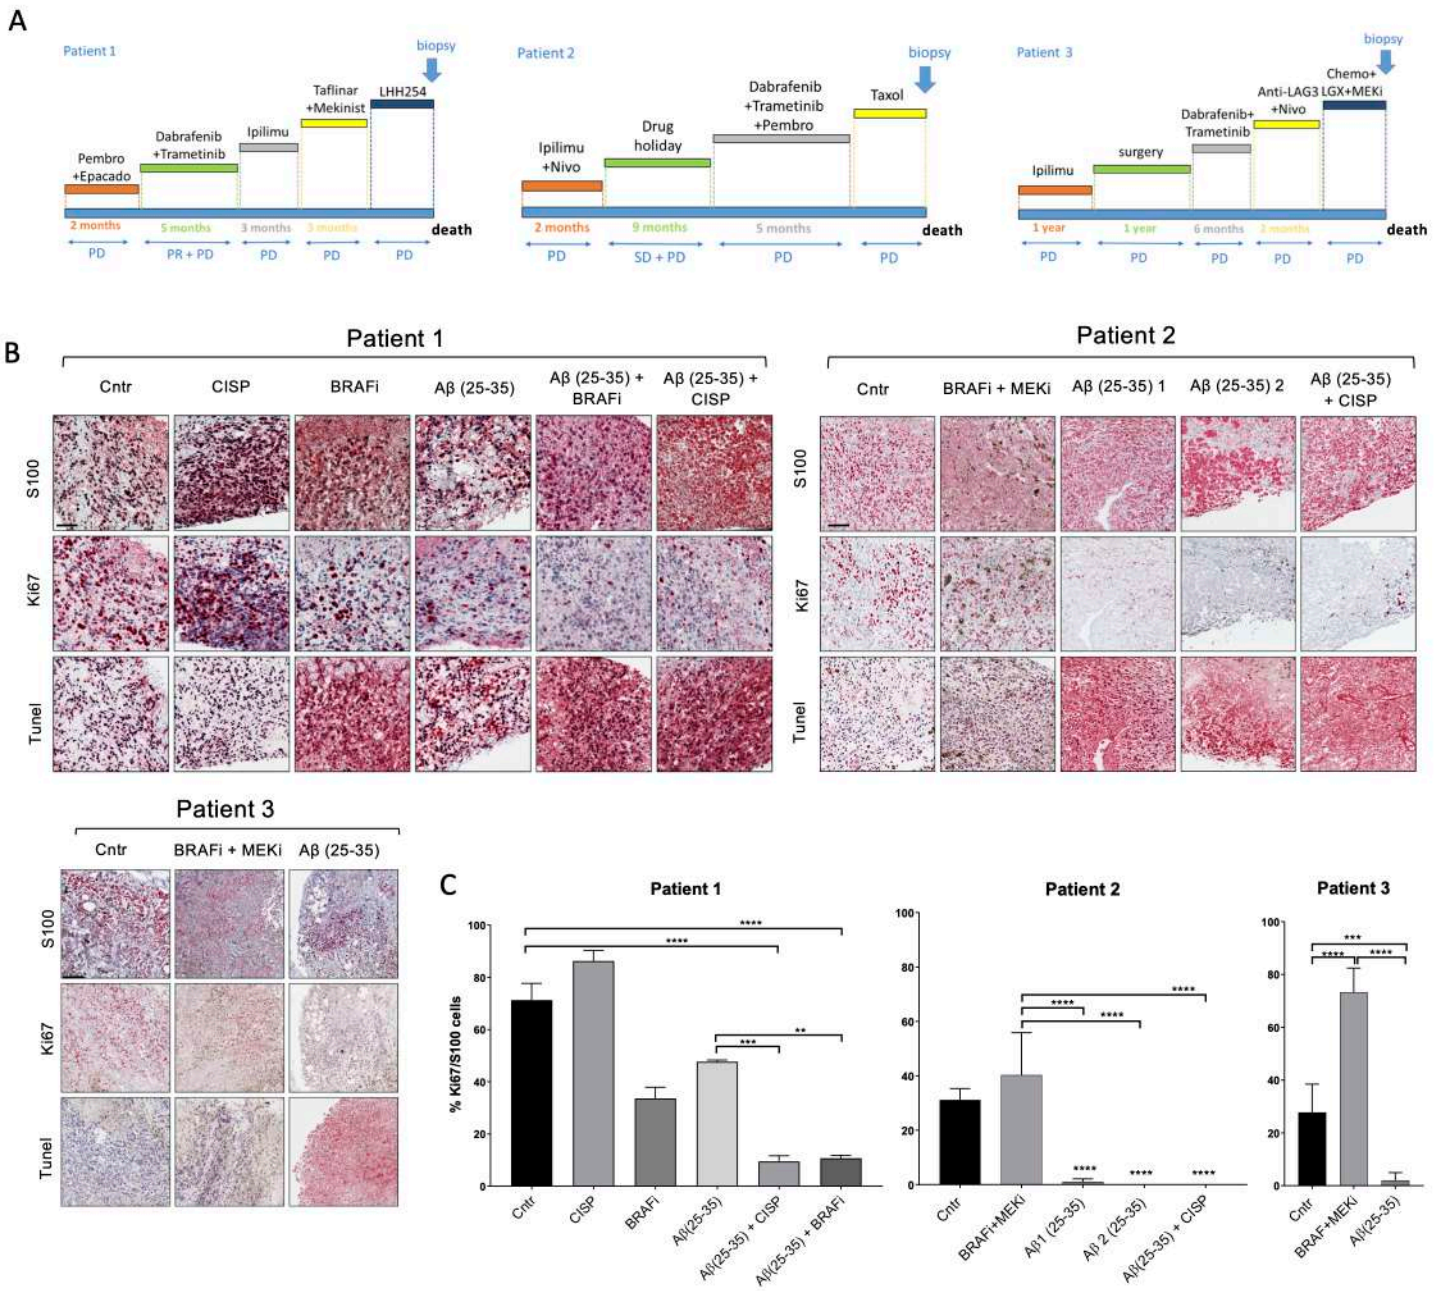 A
Patient 1
biopsy
Taflinar
+Mekinist
LHH254
Dabrafenib
+Trametinib
Ipilimu
Pembro
+Epacado
2 months
5 months
3 months
3 months
death
PD
PR + PD
PD
PD
PD
Patient 2
biopsy
Dabrafenib
+Trametinib
+Pembro
Taxol
Drug
holiday
Ipilimu
+Nivo
2 months
9 months
5 months
death
PD
SD + PD
PD
PD
Patient 3
biopsy
Chemo+
LGX+MEKi
Anti-LAG3
+Nivo
Dabrafenib+
Trametinib
surgery
Ipilimu
1 year
1 year
6 months
2 months
death
PD
PD
PD
PD
PD
B
Patient 1
Cntr
CISP
BRAFi
Aβ (25-35)
Aβ (25-35) +
BRAFi
Aβ (25-35) +
CISP
S100
Ki67
Tunel
Patient 2
Cntr
BRAFi + MEKi
Aβ (25-35) 1
Aβ (25-35) 2
Aβ (25-35)
+ CISP
S100
Ki67
Tunel
Patient 3
Cntr
BRAFi + MEKi
Aβ (25-35)
S100
Ki67
Tunel
C
Patient 1
% Ki67/S100 cells
100
80
60
40
20
0
****
****
**
***
Cntr
CISP
BRAFi
Aβ(25-35)
Aβ(25-35) + CISP
Aβ(25-35) + BRAFi
Patient 2
100
80
60
40
20
0
****
****
****
****
****
****
Cntr
BRAFi+MEKi
Aβ1 (25-35)
Aβ 2 (25-35)
Aβ(25-35) + CISP
Patient 3
100
80
60
40
20
0
***
****
****
Cntr
BRAF+MEKi
Aβ(25-35)